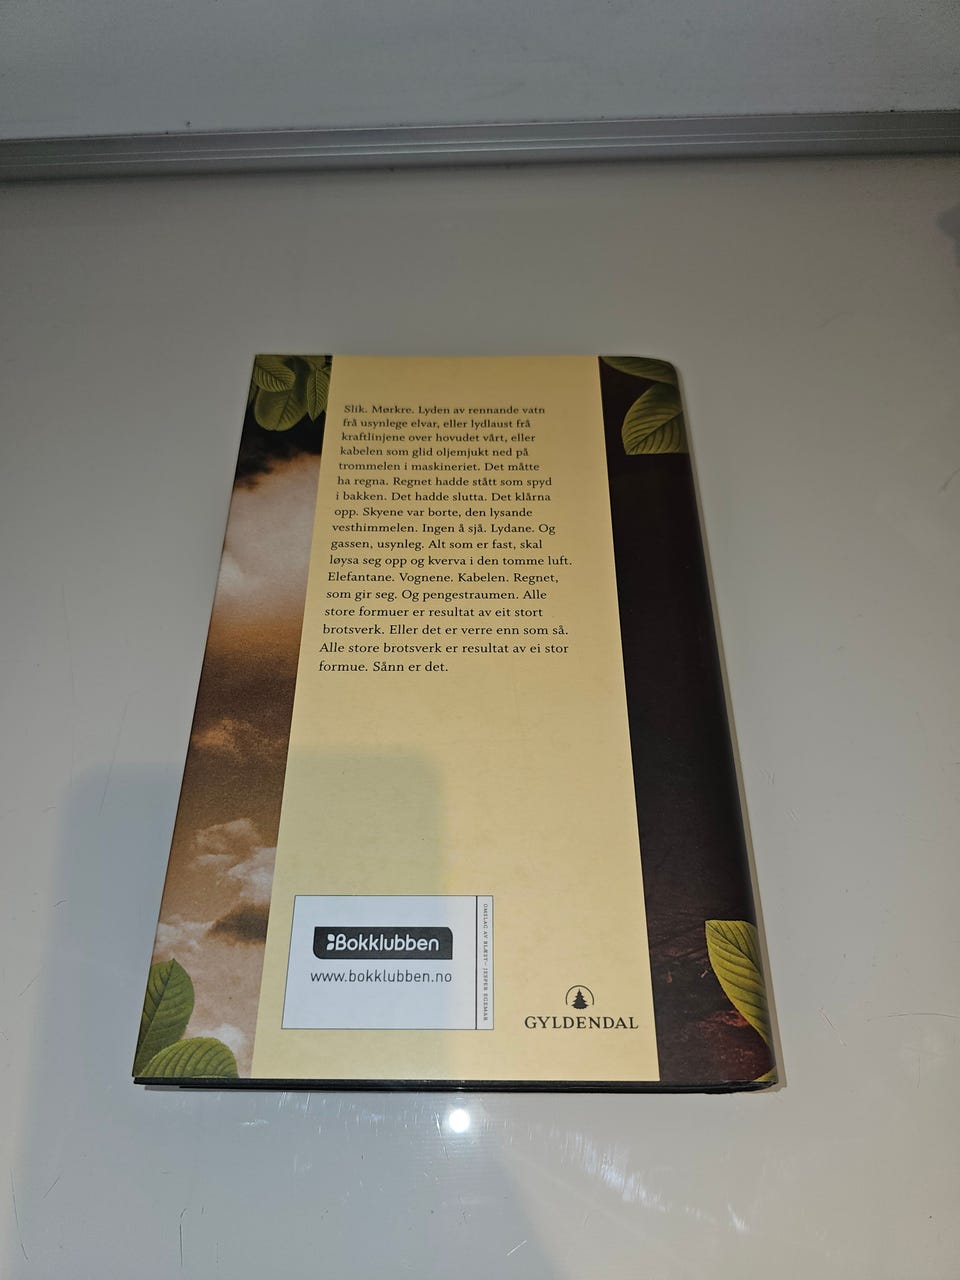 Slik. Mørkre. Lyden av rennande vatn
frå usynlege elvar, eller lydlaust frå
kraftlinjene over hovudet vårt, eller
kabelen som glid oljemjukt ned på
trommelen i maskineriet. Det måtte
ha regna. Regnet hadde stått som spyd
i bakken. Det hadde slutta. Det klårna
opp. Skyene var borte, den lysande
vesthimmelen. Ingen å sjå. Lydane. Og
gassen, usynleg. Alt som er fast, skal
løysa seg opp og kverva i den tomme luft.
Elefantane. Vognene. Kabelen. Regnet,
som gir seg. Og pengestraumen. Alle
store formuer er resultat av eit stort
brotsverk. Eller det er verre enn som så.
Alle store brotsverk er resultat av ei stor
formue. Sånn er det.
Bokklubben
www.bokklubben.no
OMSLAG AV BLÆST – JESPER EGEMAR
GYLDENDAL